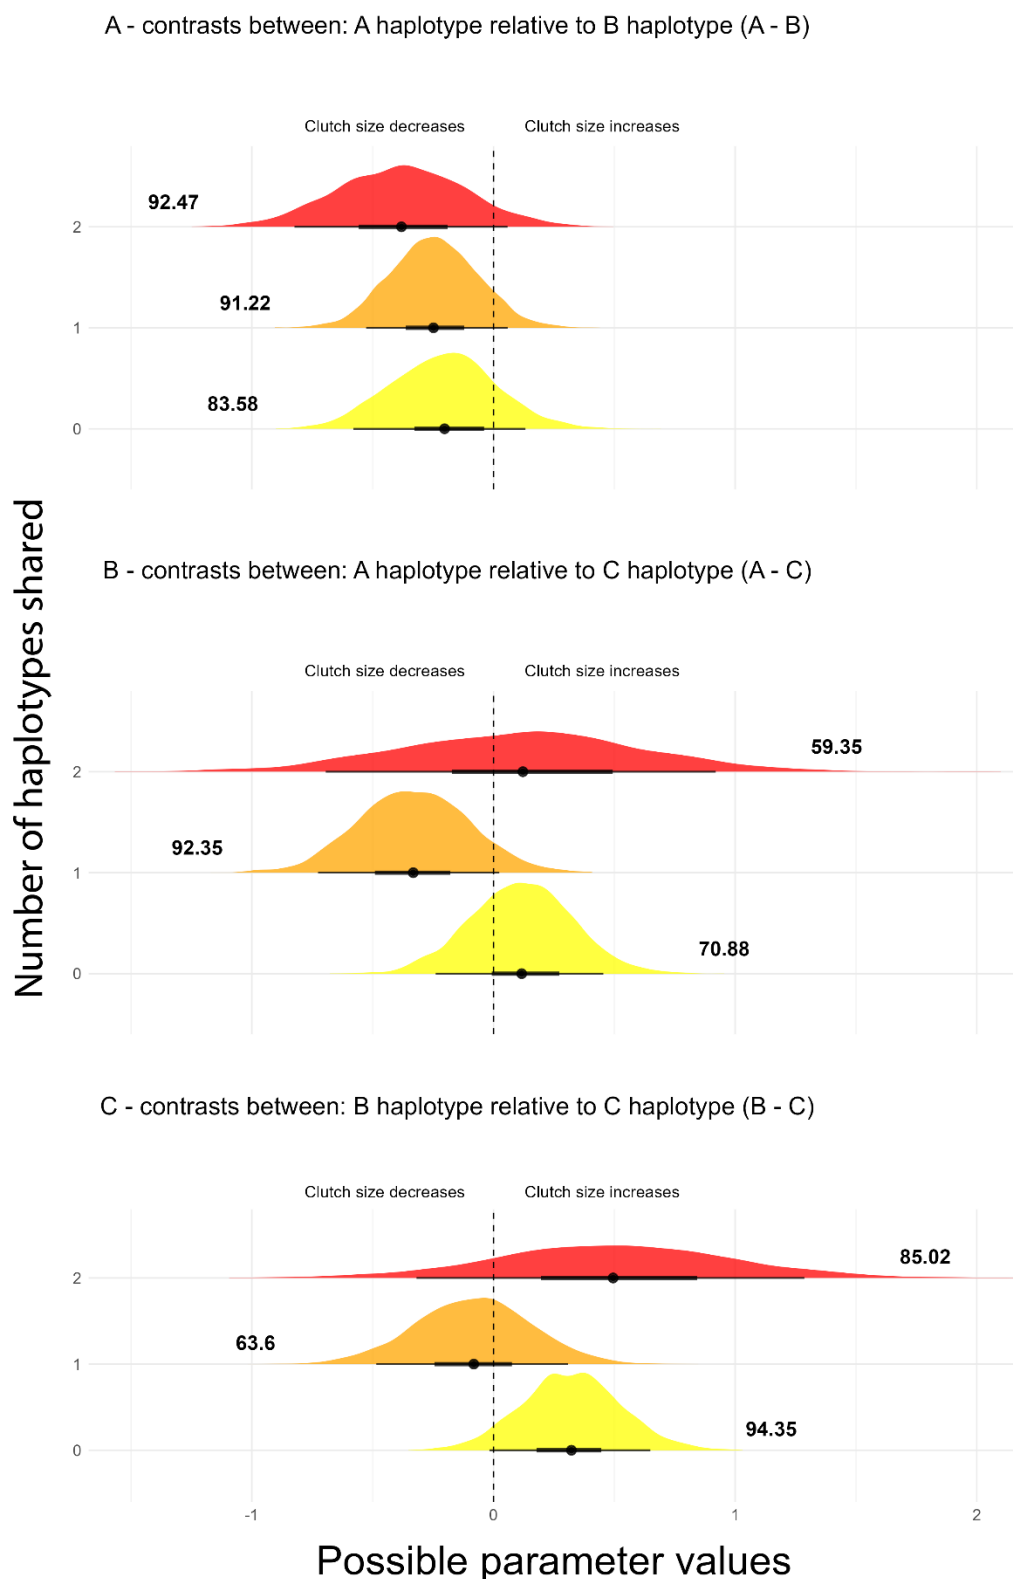 A - contrasts between: A haplotype relative to B haplotype (A - B)
Clutch size decreases Clutch size increases
92.47
2
91.22
1
83.58
0
Number of haplotypes shared
B - contrasts between: A haplotype relative to C haplotype (A - C)
Clutch size decreases Clutch size increases
59.35
2
92.35
1
70.88
0
C - contrasts between: B haplotype relative to C haplotype (B - C)
Clutch size decreases Clutch size increases
85.02
2
63.6
1
94.35
0
-1 0 1 2
Possible parameter values